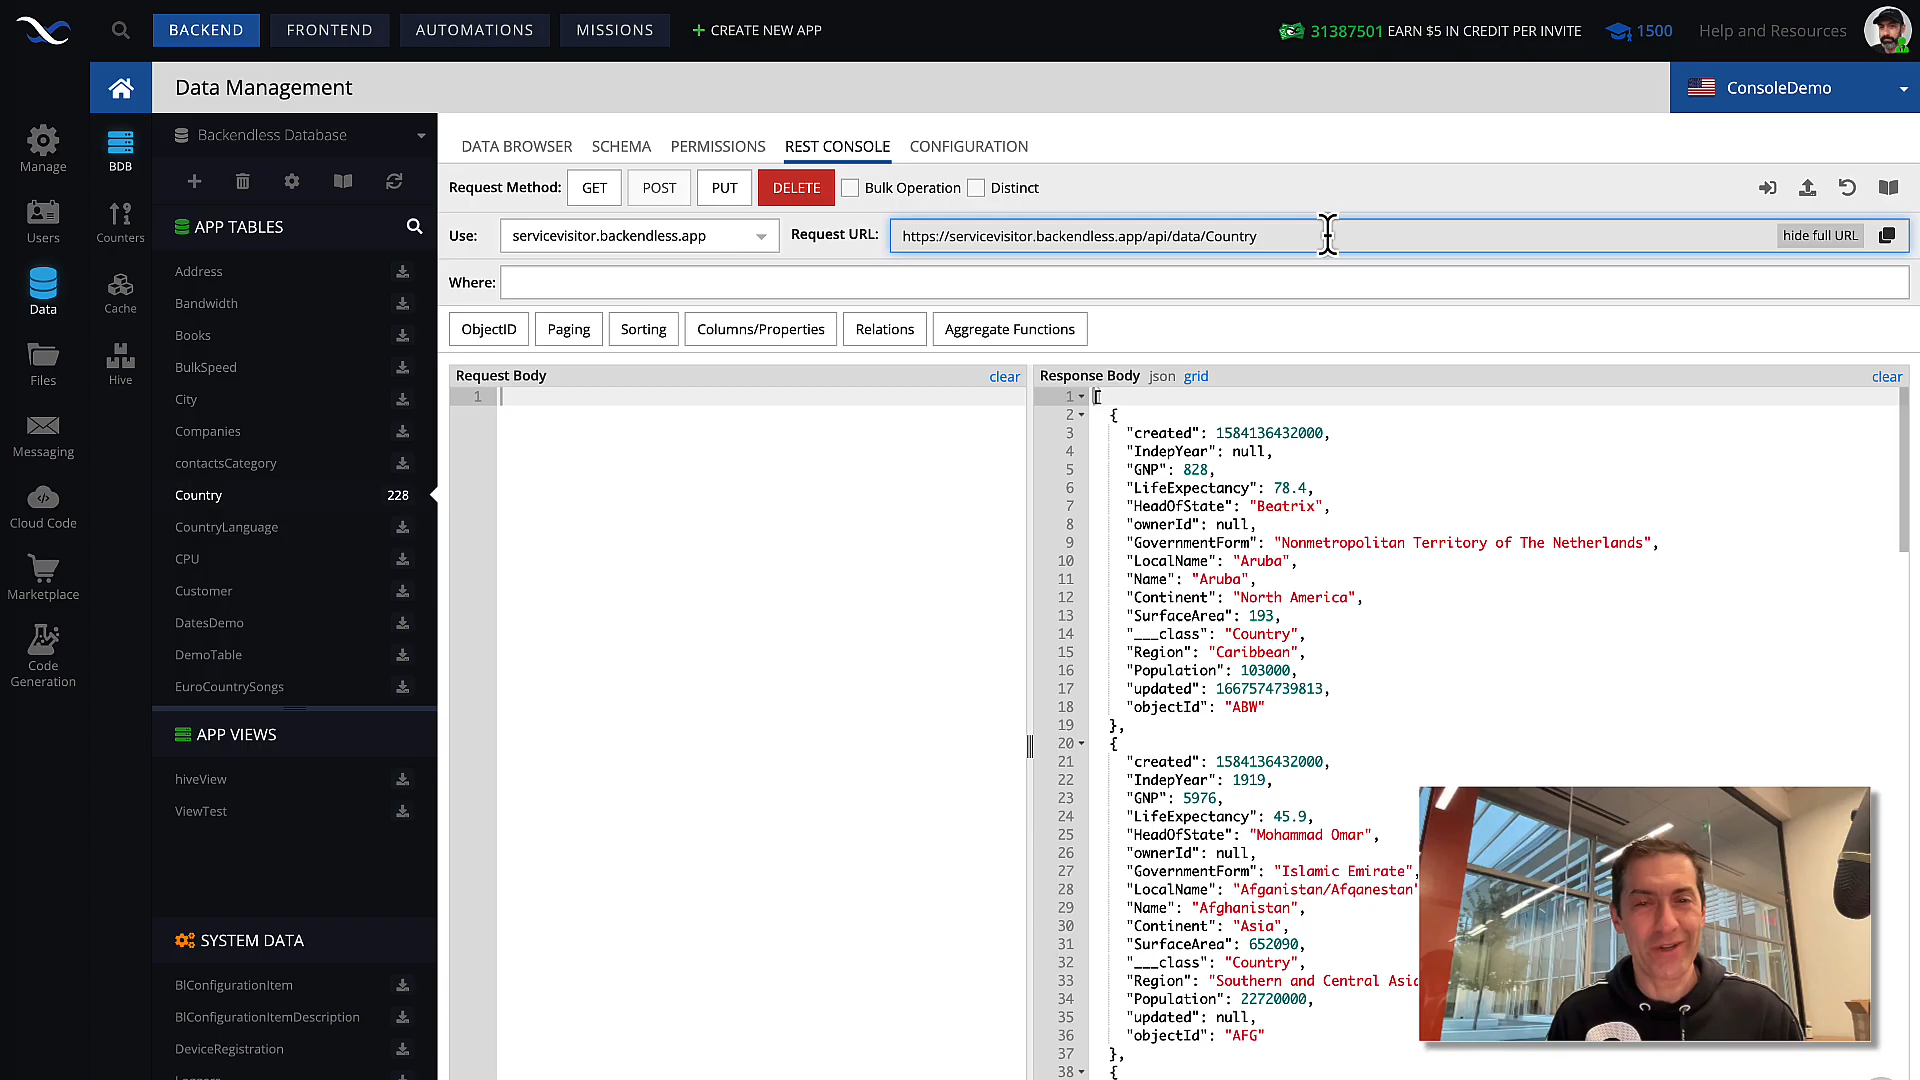 BACKEND
FRONTEND
AUTOMATIONS
MISSIONS
+ CREATE NEW APP
31387501 EARN $5 IN CREDIT PER INVITE
1500
Help and Resources
Data Management
ConsoleDemo
Manage
Users
Data
Files
Messaging
Cloud Code
Marketplace
Code
Generation
BDB
Counters
Cache
Hive
Backendless Database
APP TABLES
Address
Bandwidth
Books
BulkSpeed
City
Companies
contactsCategory
Country 228
CountryLanguage
CPU
Customer
DatesDemo
DemoTable
EuroCountrySongs
APP VIEWS
hiveView
ViewTest
SYSTEM DATA
BlConfigurationItem
BlConfigurationItemDescription
DeviceRegistration
DATA BROWSER SCHEMA PERMISSIONS REST CONSOLE CONFIGURATION
Request Method: GET POST PUT DELETE Bulk Operation Distinct
Use: servicevisitor.backendless.app Request URL: https://servicevisitor.backendless.app/api/data/Country hide full URL
Where:
ObjectID Paging Sorting Columns/Properties Relations Aggregate Functions
Request Body clear
1
Response Body json grid clear
1 [
2 {
3 "created": 1584136432000,
4 "IndepYear": null,
5 "GNP": 828,
6 "LifeExpectancy": 78.4,
7 "HeadOfState": "Beatrix",
8 "ownerId": null,
9 "GovernmentForm": "Nonmetropolitan Territory of The Netherlands",
10 "LocalName": "Aruba",
11 "Name": "Aruba",
12 "Continent": "North America",
13 "SurfaceArea": 193,
14 "___class": "Country",
15 "Region": "Caribbean",
16 "Population": 103000,
17 "updated": 1667574739813,
18 "objectId": "ABW"
19 },
20 {
21 "created": 1584136432000,
22 "IndepYear": 1919,
23 "GNP": 5976,
24 "LifeExpectancy": 45.9,
25 "HeadOfState": "Mohammad Omar",
26 "ownerId": null,
27 "GovernmentForm": "Islamic Emirate",
28 "LocalName": "Afganistan/Afqanestan"
29 "Name": "Afghanistan",
30 "Continent": "Asia",
31 "SurfaceArea": 652090,
32 "___class": "Country",
33 "Region": "Southern and Central Asia
34 "Population": 22720000,
35 "updated": null,
36 "objectId": "AFG"
37 },
38 {